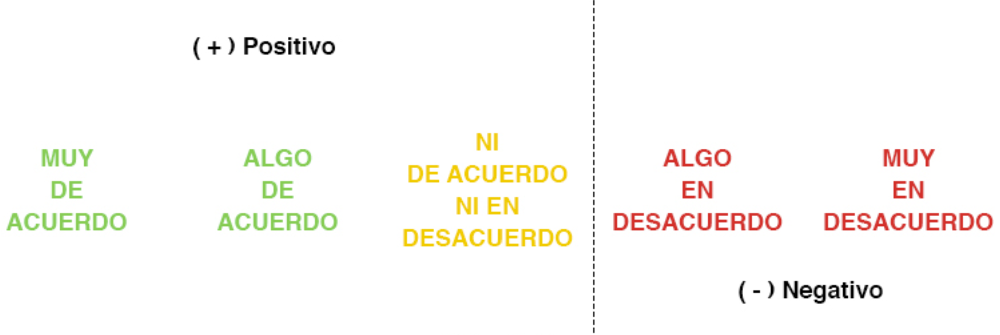 ( + ) Positivo
MUY
DE
ACUERDO
ALGO
DE
ACUERDO
NI
DE ACUERDO
NI EN
DESACUERDO
ALGO
EN
DESACUERDO
MUY
EN
DESACUERDO
( - ) Negativo